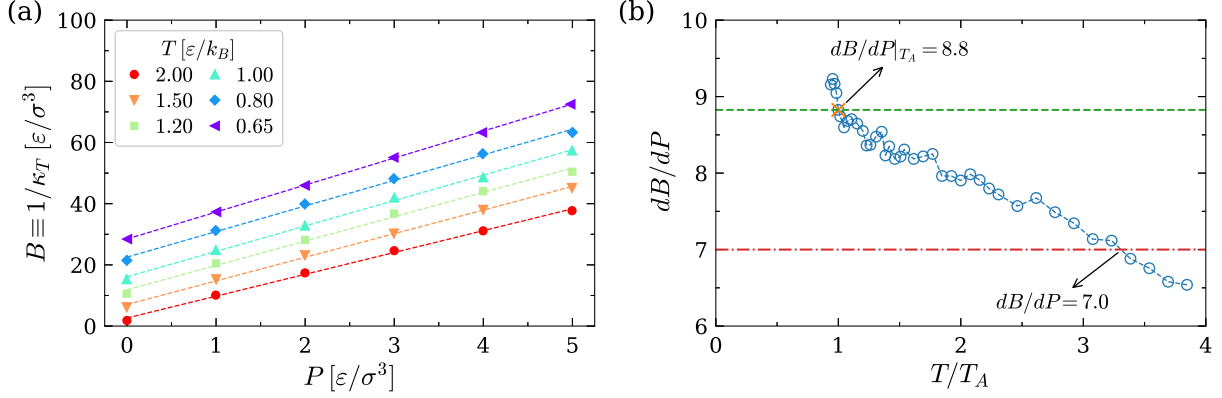 (a)
100
80
60
40
20
0
B ≡ 1/κ_T [ε/σ³]
T [ε/k_B]
2.00
1.50
1.20
1.00
0.80
0.65
0 1 2 3 4 5
P [ε/σ³]
(b)
10
9
8
7
6
dB/dP
dB/dP|_{T_A} = 8.8
dB/dP = 7.0
0 1 2 3 4
T/T_A